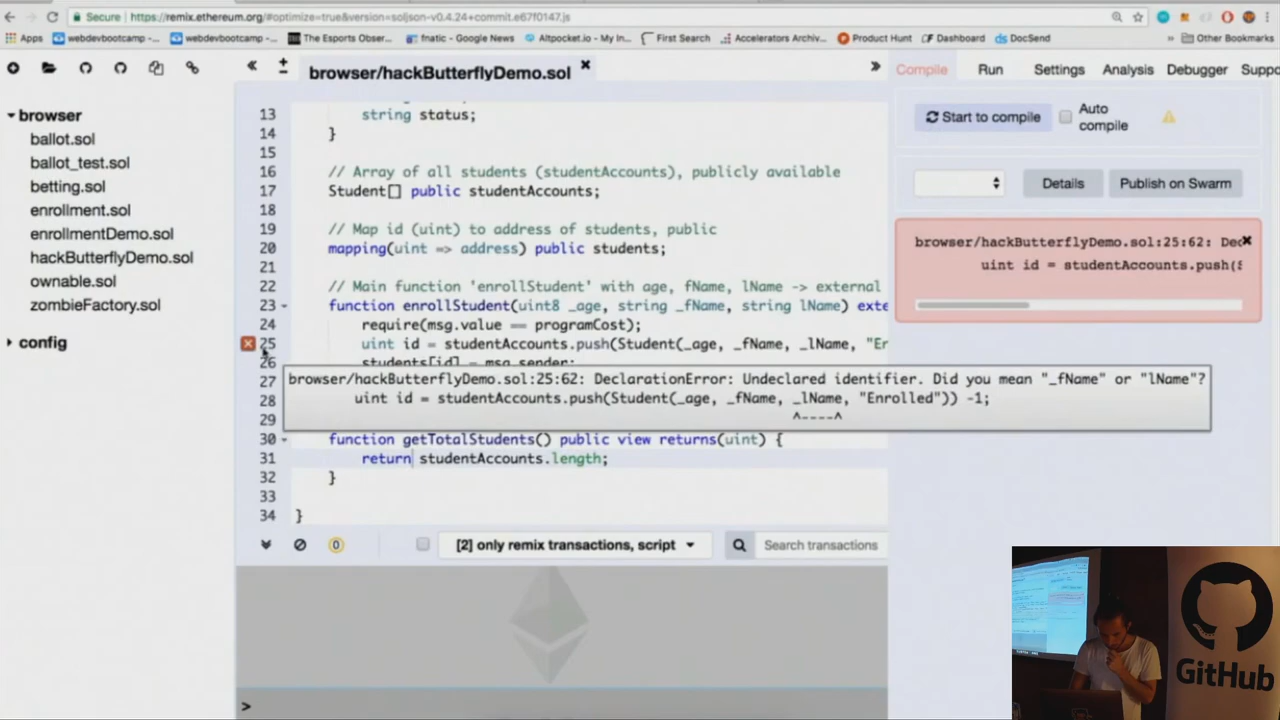 Secure https://remix.ethereum.org/#optimize=true&version=soljson-v0.4.24+commit.e67f0147.js
Apps webdevbootcamp -... webdevbootcamp -... The Esports Obser... fnatic - Google News Altpocket.io - My In... First Search Accelerators Archiv... Product Hunt Dashboard DocSend » Other Bookmarks
« browser/hackButterflyDemo.sol »
Compile Run Settings Analysis Debugger Suppo
browser
ballot.sol
ballot_test.sol
betting.sol
enrollment.sol
enrollmentDemo.sol
hackButterflyDemo.sol
ownable.sol
zombieFactory.sol
config
13 string status;
14 }
15
16 // Array of all students (studentAccounts), publicly available
17 Student[] public studentAccounts;
18
19 // Map id (uint) to address of students, public
20 mapping(uint => address) public students;
21
22 // Main function 'enrollStudent' with age, fName, lName -> external
23 function enrollStudent(uint8 _age, string _fName, string lName) exte
24 require(msg.value == programCost);
25 uint id = studentAccounts.push(Student(_age, _fName, _lName, "En
26 students[id] = msg.sender;
27
28
29
browser/hackButterflyDemo.sol:25:62: DeclarationError: Undeclared identifier. Did you mean "_fName" or "lName"?
uint id = studentAccounts.push(Student(_age, _fName, _lName, "Enrolled")) -1;
^----^
30 function getTotalStudents() public view returns(uint) {
31 return studentAccounts.length;
32 }
33
34 }
0 [2] only remix transactions, script Search transactions
>
Start to compile Auto compile
Details Publish on Swarm
browser/hackButterflyDemo.sol:25:62: Dec
uint id = studentAccounts.push(S
GitHub